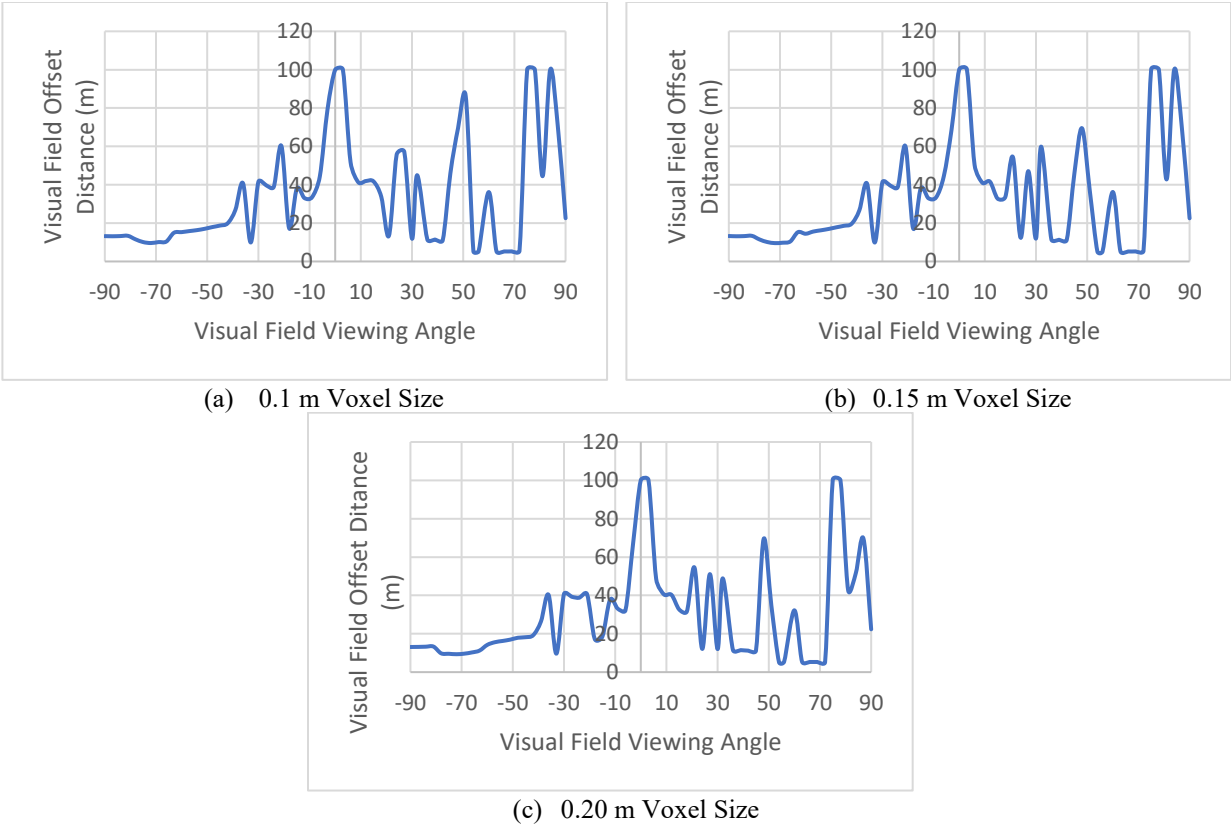 Visual Field Offset
Distance (m)
120
100
80
60
40
20
0
-90 -70 -50 -30 -10 10 30 50 70 90
Visual Field Viewing Angle
(a) 0.1 m Voxel Size
Visual Field Offset
Distance (m)
120
100
80
60
40
20
0
-90 -70 -50 -30 -10 10 30 50 70 90
Visual Field Viewing Angle
(b) 0.15 m Voxel Size
Visual Field Offset Ditance
(m)
120
100
80
60
40
20
0
-90 -70 -50 -30 -10 10 30 50 70 90
Visual Field Viewing Angle
(c) 0.20 m Voxel Size